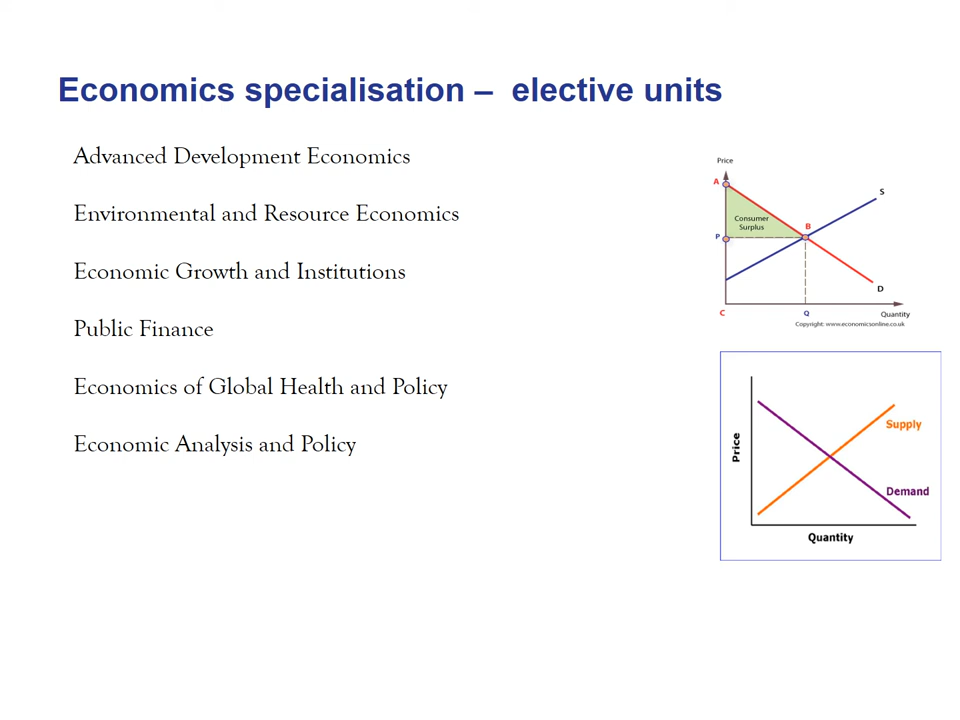 Economics specialisation – elective units
Advanced Development Economics
Environmental and Resource Economics
Economic Growth and Institutions
Public Finance
Economics of Global Health and Policy
Economic Analysis and Policy
Price
A
S
Consumer
Surplus
B
P
D
C
Q
Quantity
Copyright: www.economicsonline.co.uk
Price
Supply
Demand
Quantity